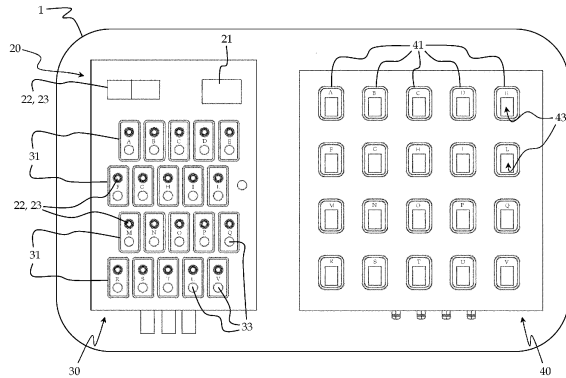 1
20
21
41
22, 23
A B
43
A B C D E
31
F G H I L
F G H I L
22, 23
M N O P Q
M N O P Q
31
R S T U V
R S T U V
33
30
40